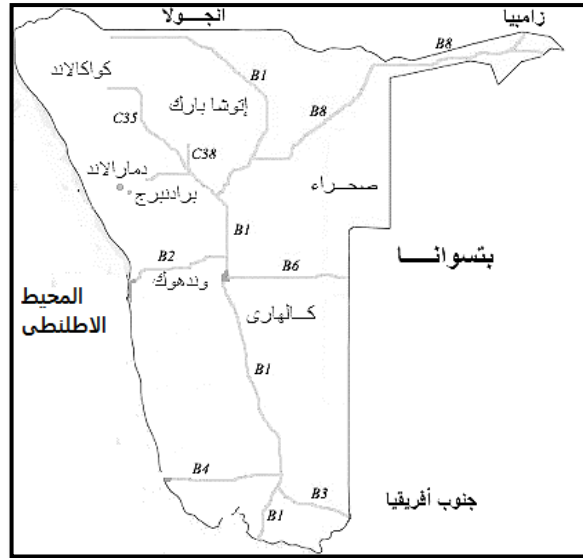 انجـــولا
زامبيا
B8
كواكالاند
B1
إتوشا بارك
B8
C35
C38
دمارالاند
برادنبرج
صحـــراء
B1
بتسوانـــــا
B2
B6
وندهوك
المحيط
الاطلنطى
كـــالهارى
B1
B4
B3
جنوب أفريقيا
B1